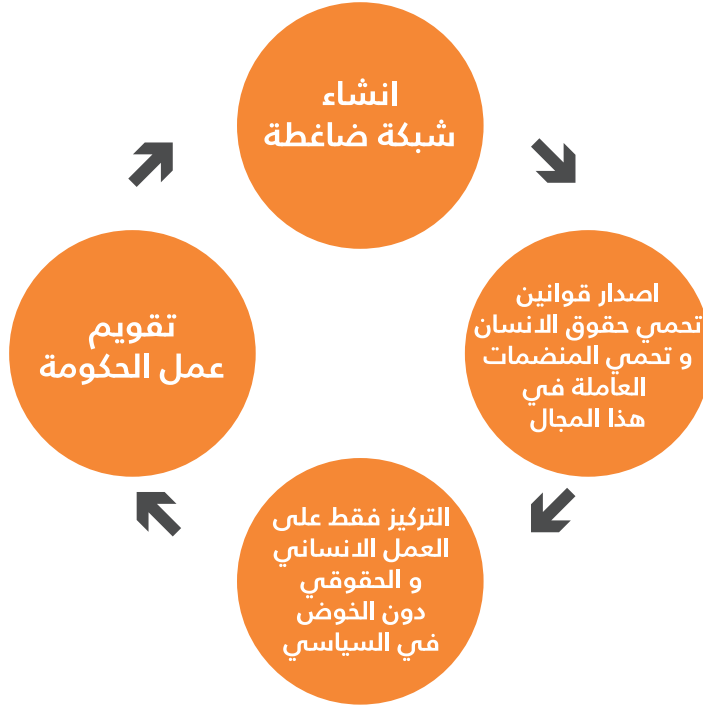 انشاء
شبكة ضاغطة
اصدار قوانين
تحمي حقوق الانسان
و تحمي المنضمات
العاملة في
هذا المجال
التركيز فقط على
العمل الانساني
و الحقوقي
دون الخوض
في السياسي
تقويم
عمل الحكومة